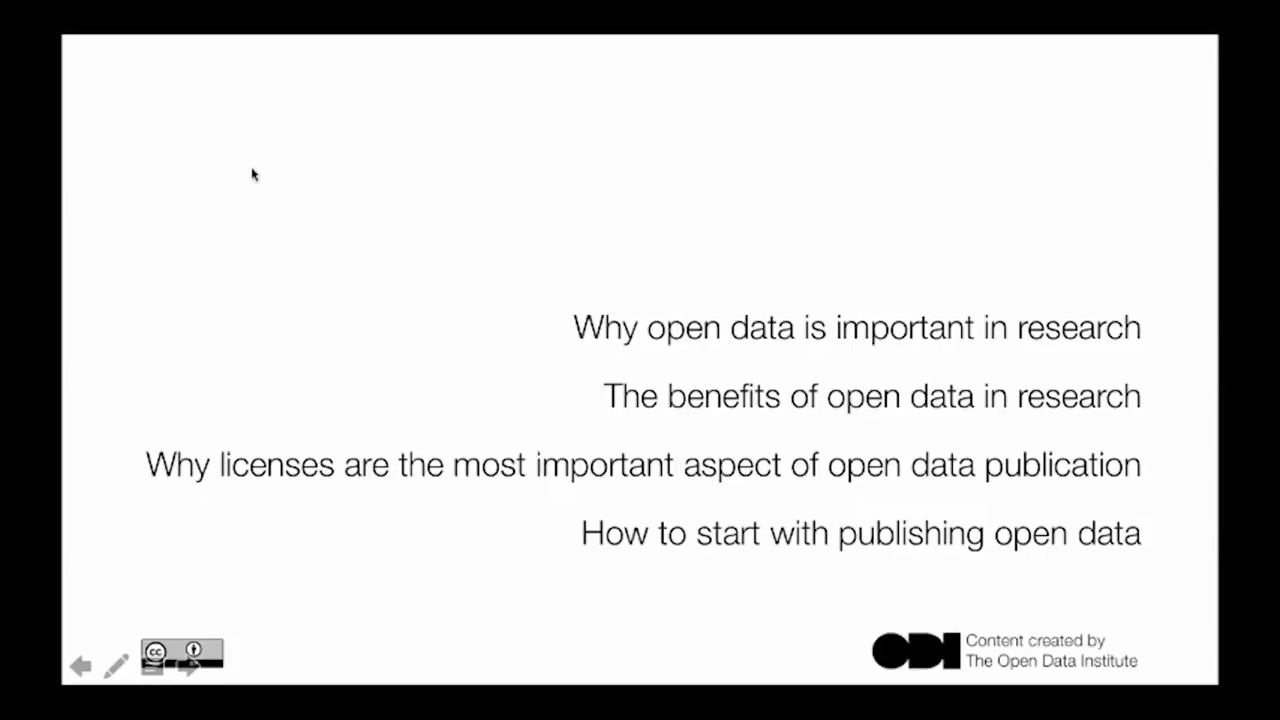 Why open data is important in research
The benefits of open data in research
Why licenses are the most important aspect of open data publication
How to start with publishing open data
cc
ODI
Content created by
The Open Data Institute